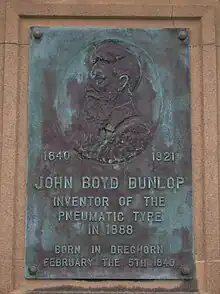 1840 1921
JOHN BOYD DUNLOP
INVENTOR OF THE
PNEUMATIC TYRE
IN 1888
BORN IN DREGHORN
FEBRUARY THE 5TH 1840